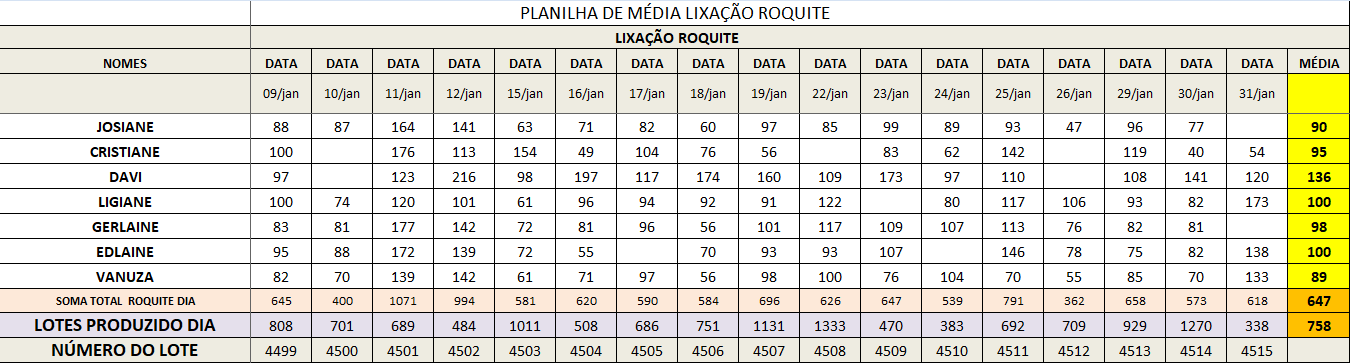 PLANILHA DE MÉDIA LIXAÇÃO ROQUITE
LIXAÇÃO ROQUITE
NOMES DATA DATA DATA DATA DATA DATA DATA DATA DATA DATA DATA DATA DATA DATA DATA DATA DATA MÉDIA
09/jan 10/jan 11/jan 12/jan 15/jan 16/jan 17/jan 18/jan 19/jan 22/jan 23/jan 24/jan 25/jan 26/jan 29/jan 30/jan 31/jan
JOSIANE 88 87 164 141 63 71 82 60 97 85 99 89 93 47 96 77 90
CRISTIANE 100 176 113 154 49 104 76 56 83 62 142 119 40 54 95
DAVI 97 123 216 98 197 117 174 160 109 173 97 110 108 141 120 136
LIGIANE 100 74 120 101 61 96 94 92 91 122 80 117 106 93 82 173 100
GERLAINE 83 81 177 142 72 81 96 56 101 117 109 107 113 76 82 81 98
EDLAINE 95 88 172 139 72 55 70 93 93 107 146 78 75 82 138 100
VANUZA 82 70 139 142 61 71 97 56 98 100 76 104 70 55 85 70 133 89
SOMA TOTAL ROQUITE DIA 645 400 1071 994 581 620 590 584 696 626 647 539 791 362 658 573 618 647
LOTES PRODUZIDO DIA 808 701 689 484 1011 508 686 751 1131 1333 470 383 692 709 929 1270 338 758
NÚMERO DO LOTE 4499 4500 4501 4502 4503 4504 4505 4506 4507 4508 4509 4510 4511 4512 4513 4514 4515